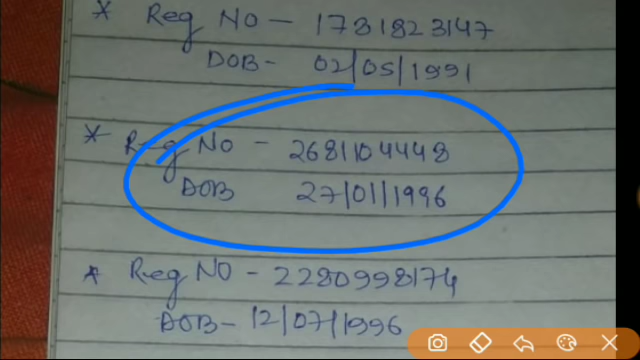 * Reg NO - 1781823147
DOB- 02/05/1991
* Reg NO - 2681104448
DOB 27/01/1996
* Reg NO - 2280998174
DOB- 12/07/1996